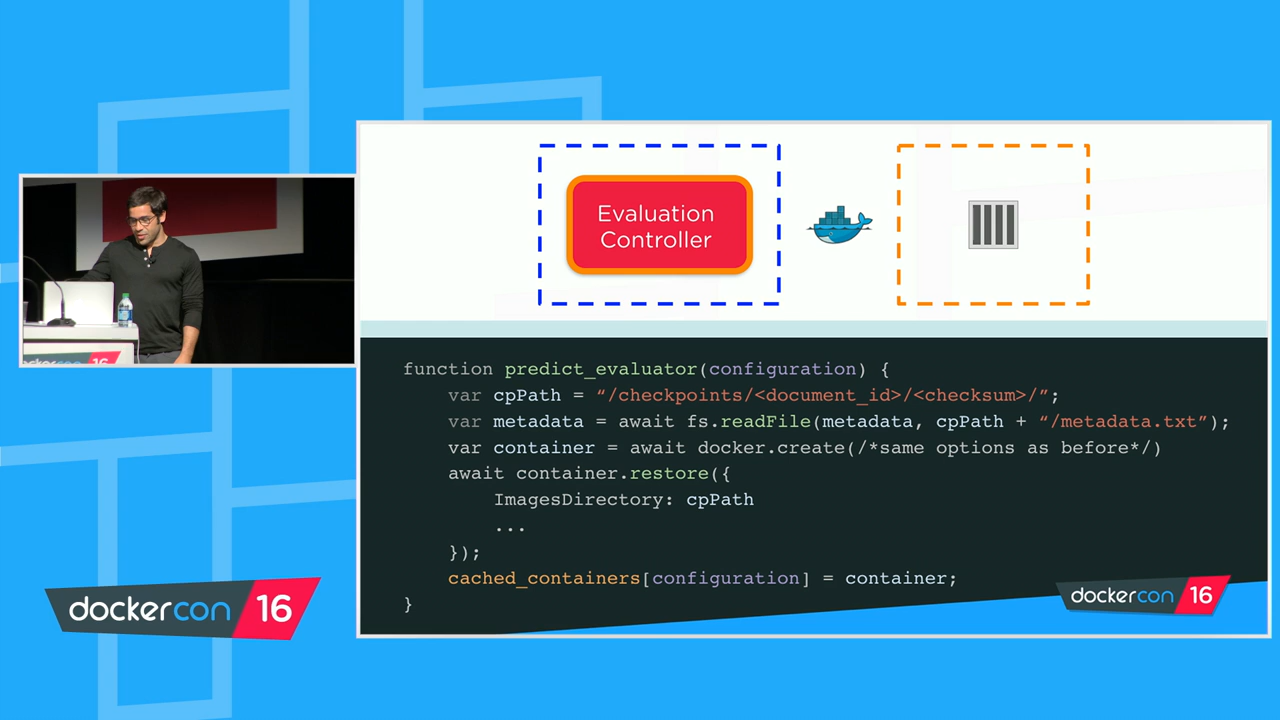 Evaluation
Controller
function predict_evaluator(configuration) {
var cpPath = “/checkpoints/<document_id>/<checksum>/”;
var metadata = await fs.readFile(metadata, cpPath + “/metadata.txt”);
var container = await docker.create(/*same options as before*/)
await container.restore({
ImagesDirectory: cpPath
...
});
cached_containers[configuration] = container;
}
dockercon 16
dockercon 16
ockercon 16